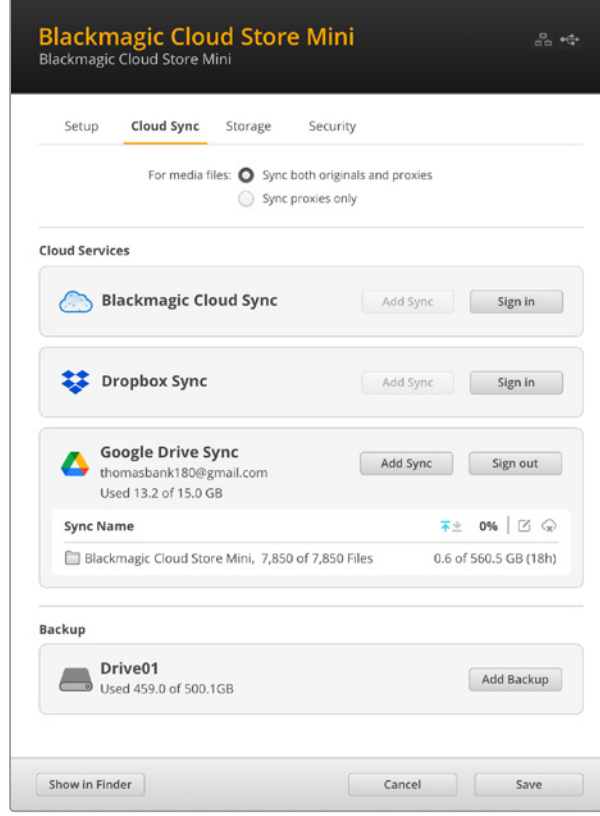 Blackmagic Cloud Store Mini
Blackmagic Cloud Store Mini
Setup Cloud Sync Storage Security
For media files: Sync both originals and proxies
Sync proxies only
Cloud Services
Blackmagic Cloud Sync Add Sync Sign in
Dropbox Sync Add Sync Sign in
Google Drive Sync
thomasbank180@gmail.com
Used 13.2 of 15.0 GB
Add Sync Sign out
Sync Name 0%
Blackmagic Cloud Store Mini, 7,850 of 7,850 Files 0.6 of 560.5 GB (18h)
Backup
Drive01
Used 459.0 of 500.1GB
Add Backup
Show in Finder Cancel Save